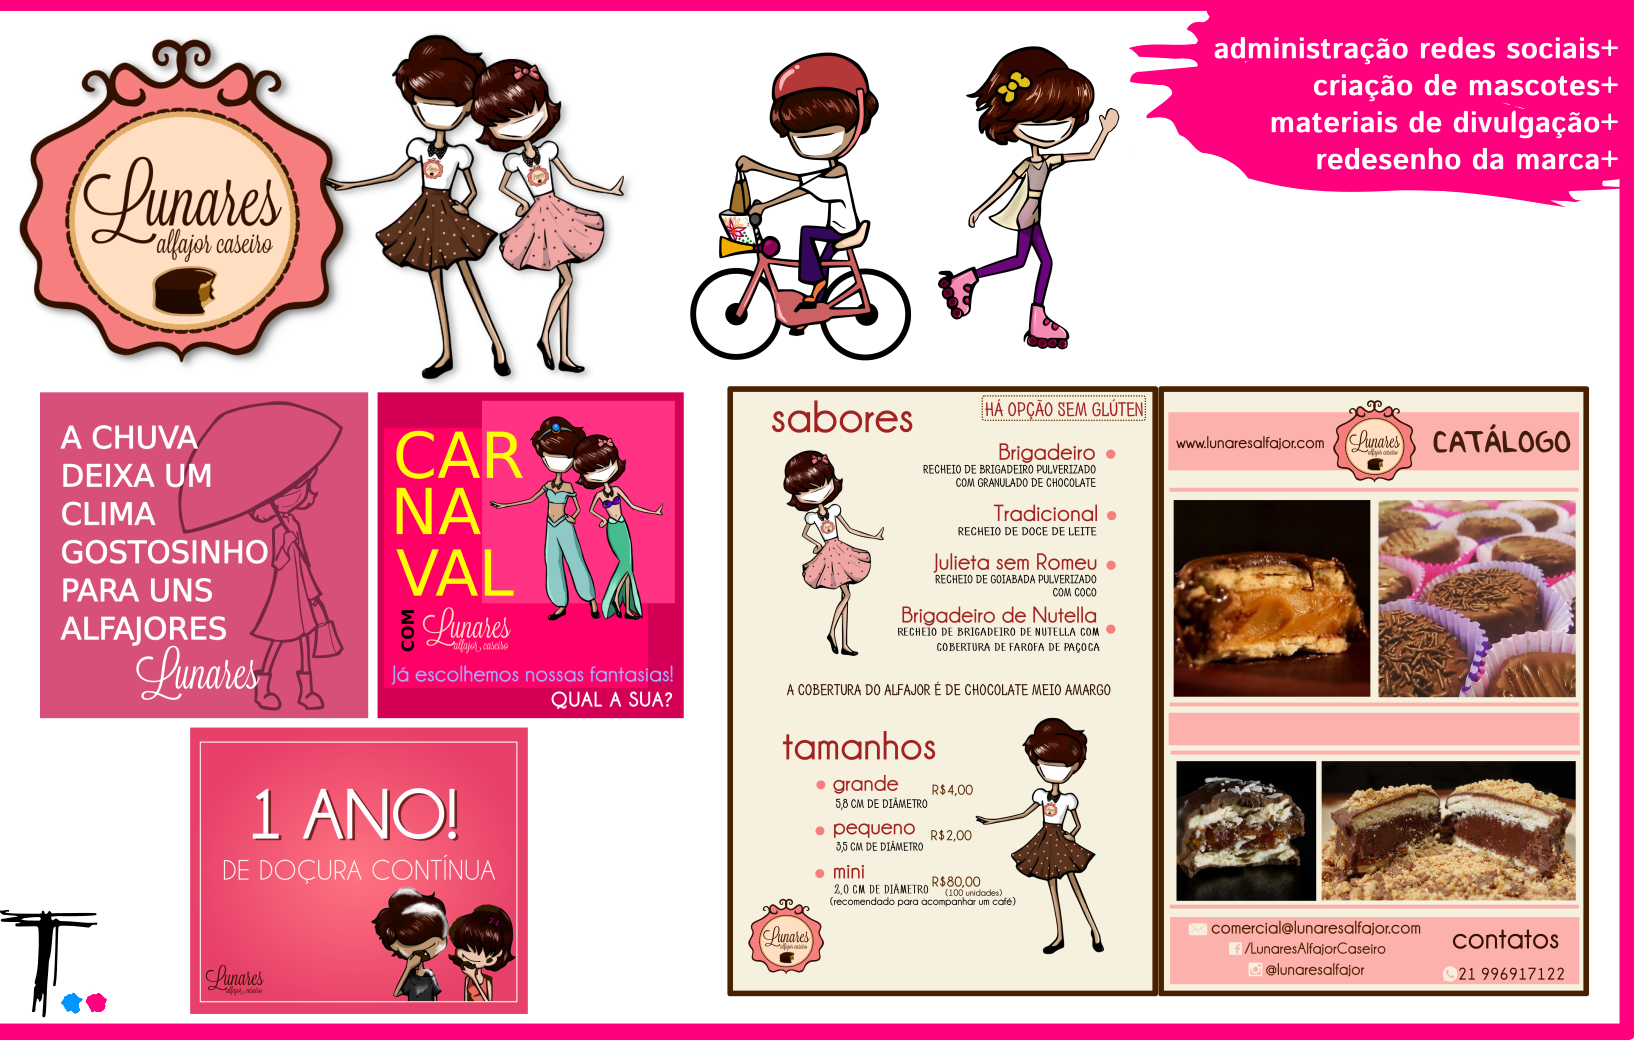 administração redes sociais+
criação de mascotes+
materiais de divulgação+
redesenho da marca+
Lunares
alfajor caseiro
A CHUVA
DEIXA UM
CLIMA
GOSTOSINHO
PARA UNS
ALFAJORES
Lunares
CAR
NA
VAL
COM
Lunares
alfajor caseiro
Já escolhemos nossas fantasias!
QUAL A SUA?
1 ANO!
DE DOÇURA CONTÍNUA
Lunares
alfajor caseiro
T.
sabores
HÁ OPÇÃO SEM GLÚTEN
Brigadeiro
RECHEIO DE BRIGADEIRO PULVERIZADO
COM GRANULADO DE CHOCOLATE
Tradicional
RECHEIO DE DOCE DE LEITE
Julieta sem Romeu
RECHEIO DE GOIABADA PULVERIZADO
COM COCO
Brigadeiro de Nutella
RECHEIO DE BRIGADEIRO DE NUTELLA COM
COBERTURA DE FAROFA DE PAÇOCA
A COBERTURA DO ALFAJOR É DE CHOCOLATE MEIO AMARGO
tamanhos
grande R$4,00
5,8 CM DE DIÂMETRO
pequeno R$2,00
3,5 CM DE DIÂMETRO
mini
2,0 CM DE DIÂMETRO R$80,00
(100 unidades)
(recomendado para acompanhar um café)
Lunares
alfajor caseiro
www.lunaresalfajor.com
Lunares
alfajor caseiro
CATÁLOGO
comercial@lunaresalfajor.com
/LunaresAlfajorCaseiro
@lunaresalfajor
contatos
21 996917122